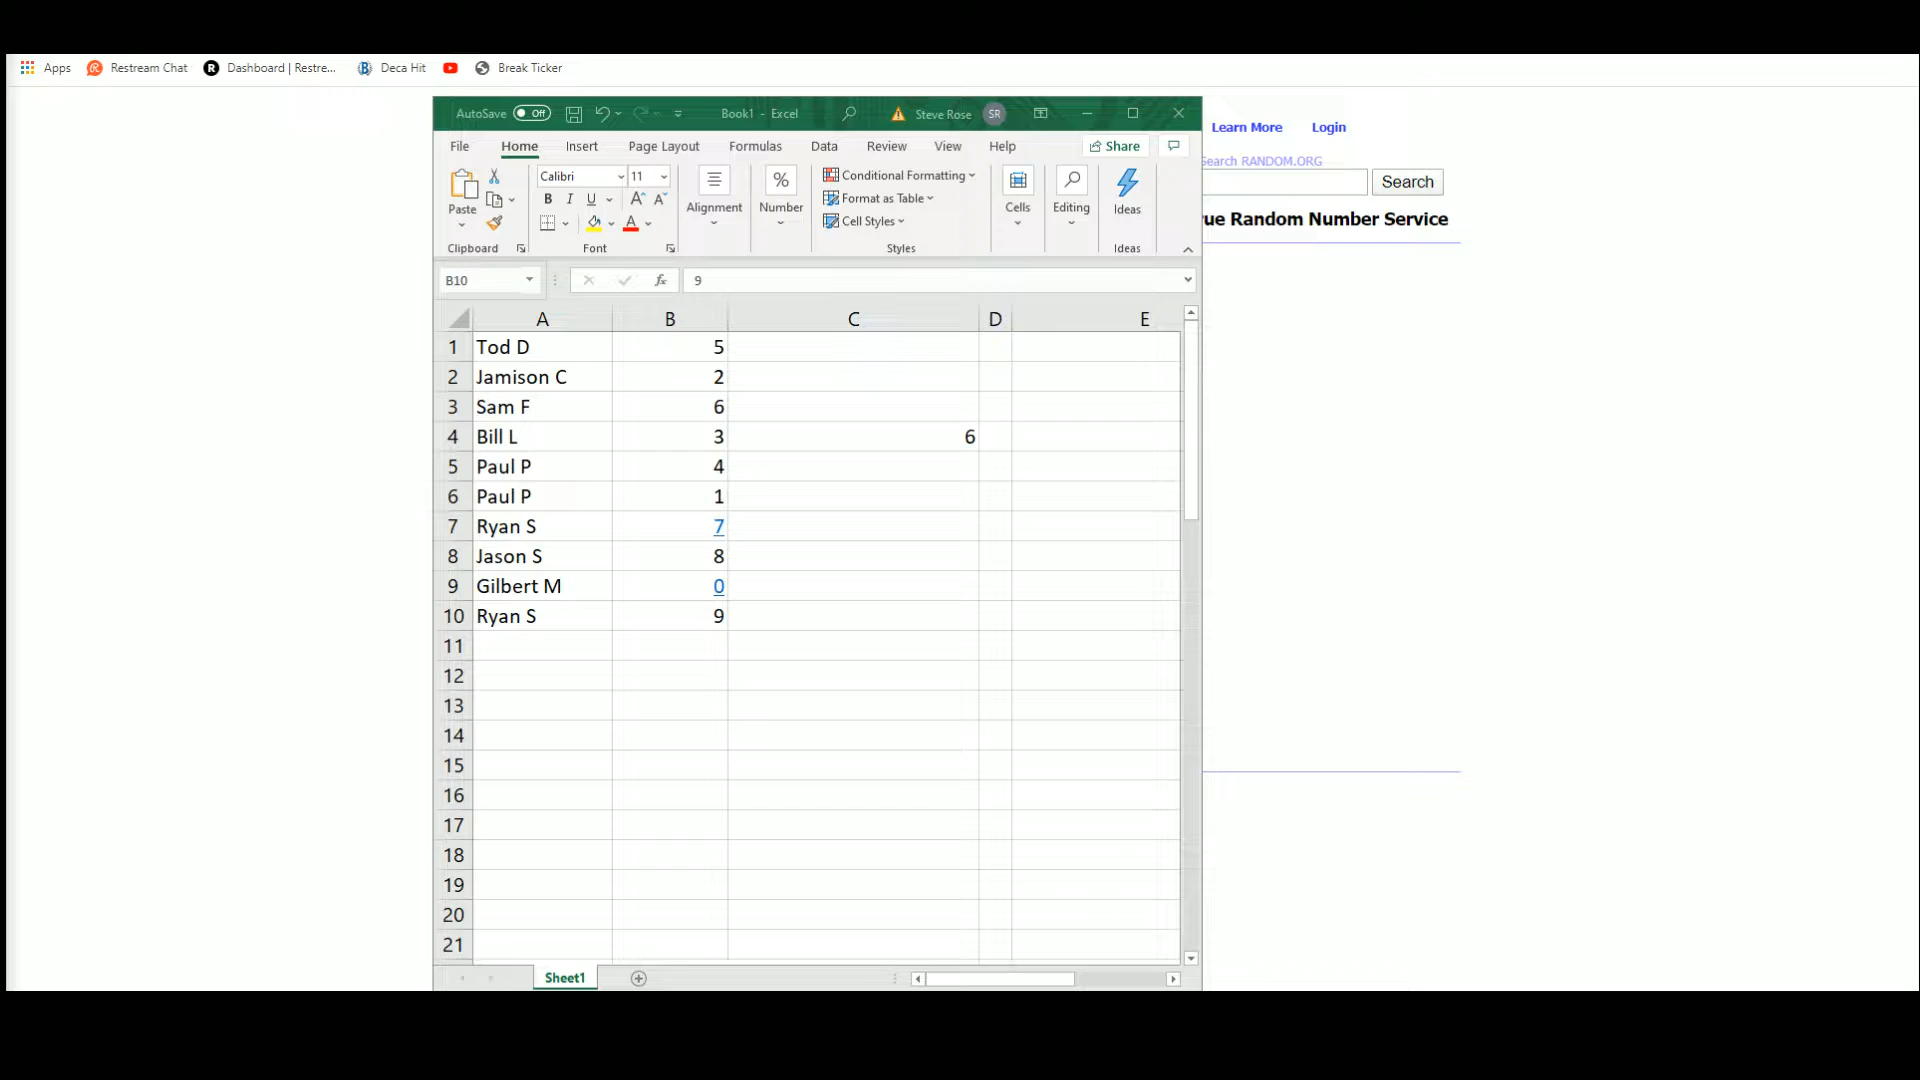 Apps Restream Chat Dashboard | Restre... Deca Hit Break Ticker
AutoSave Off Book1 - Excel Steve Rose SR
Learn More Login
File Home Insert Page Layout Formulas Data Review View Help Share
Search RANDOM.ORG
Search
Paste Calibri 11 B I U A A A Alignment % Number Conditional Formatting Format as Table Cell Styles Cells Editing Ideas
ue Random Number Service
Clipboard Font Styles Ideas
B10 fx 9
A B C D E
1 Tod D 5
2 Jamison C 2
3 Sam F 6
4 Bill L 3 6
5 Paul P 4
6 Paul P 1
7 Ryan S 7
8 Jason S 8
9 Gilbert M 0
10 Ryan S 9
11
12
13
14
15
16
17
18
19
20
21
Sheet1